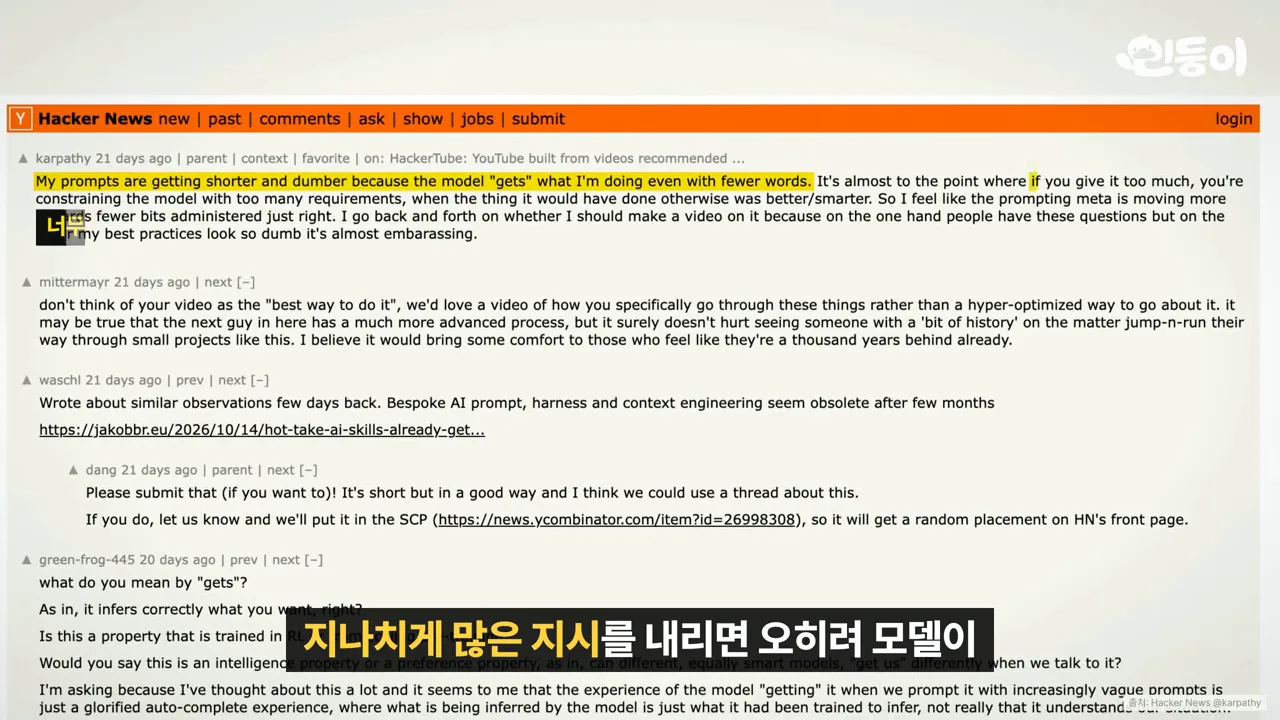 인둥이
Y Hacker News new | past | comments | ask | show | jobs | submit login
▲ karpathy 21 days ago | parent | context | favorite | on: HackerTube: YouTube built from videos recommended ...
My prompts are getting shorter and dumber because the model "gets" what I'm doing even with fewer words. It's almost to the point where if you give it too much, you're
constraining the model with too many requirements, when the thing it would have done otherwise was better/smarter. So I feel like the prompting meta is moving more
너무 fewer bits administered just right. I go back and forth on whether I should make a video on it because on the one hand people have these questions but on the
my best practices look so dumb it's almost embarassing.
▲ mittermayr 21 days ago | next [–]
don't think of your video as the "best way to do it", we'd love a video of how you specifically go through these things rather than a hyper-optimized way to go about it. it
may be true that the next guy in here has a much more advanced process, but it surely doesn't hurt seeing someone with a 'bit of history' on the matter jump-n-run their
way through small projects like this. I believe it would bring some comfort to those who feel like they're a thousand years behind already.
▲ waschl 21 days ago | prev | next [–]
Wrote about similar observations few days back. Bespoke AI prompt, harness and context engineering seem obsolete after few months
https://jakobbr.eu/2026/10/14/hot-take-ai-skills-already-get...
▲ dang 21 days ago | parent | next [–]
Please submit that (if you want to)! It's short but in a good way and I think we could use a thread about this.
If you do, let us know and we'll put it in the SCP (https://news.ycombinator.com/item?id=26998308), so it will get a random placement on HN's front page.
▲ green-frog-445 20 days ago | prev | next [–]
what do you mean by "gets"?
As in, it infers correctly what you want, right?
Is this a property that is trained in
Would you say this is an intelligence property or a preference property, as in, can different, equally smart models, "get us" differently when we talk to it?
지나치게 많은 지시를 내리면 오히려 모델이
I'm asking because I've thought about this a lot and it seems to me that the experience of the model "getting" it when we prompt it with increasingly vague prompts is
just a glorified auto-complete experience, where what is being inferred by the model is just what it had been trained to infer, not really that it understands our situation.
출처: Hacker News @karpathy